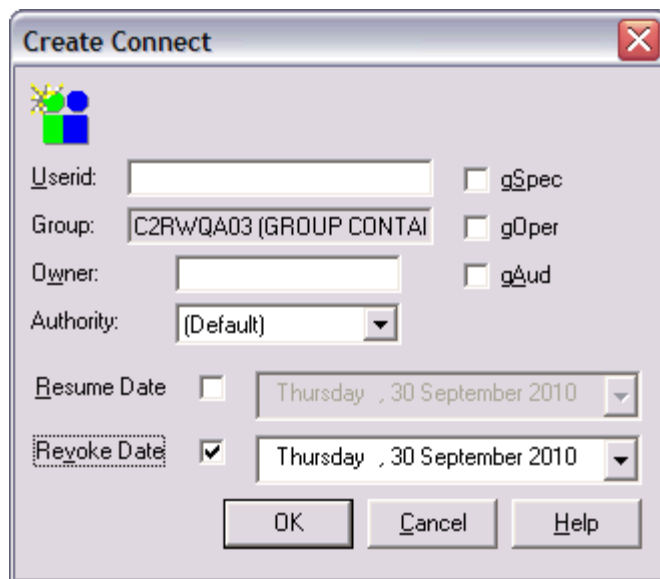 Create Connect
Userid:
gSpec
Group: C2RWQA03 (GROUP CONTAI
gOper
Owner:
gAud
Authority: (Default)
Resume Date Thursday , 30 September 2010
Revoke Date Thursday , 30 September 2010
OK Cancel Help